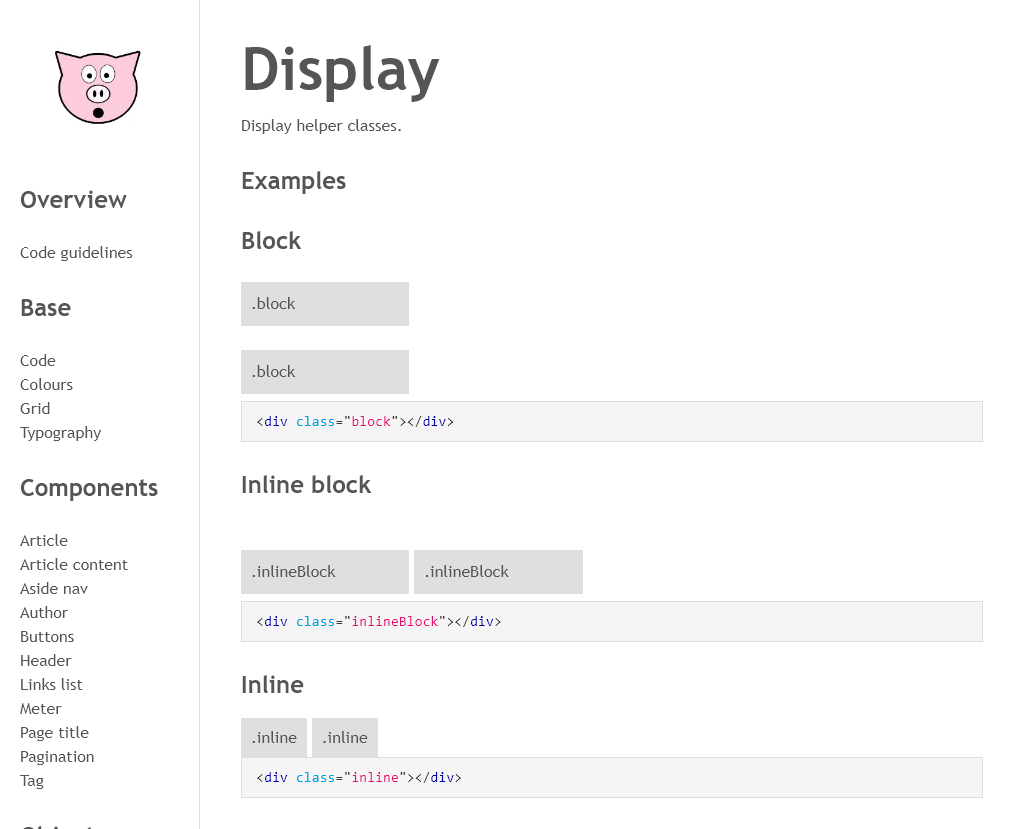 Overview
Code guidelines
Base
Code
Colours
Grid
Typography
Components
Article
Article content
Aside nav
Author
Buttons
Header
Links list
Meter
Page title
Pagination
Tag
Display
Display helper classes.
Examples
Block
.block
.block
<div class="block"></div>
Inline block
.inlineBlock .inlineBlock
<div class="inlineBlock"></div>
Inline
.inline .inline
<div class="inline"></div>